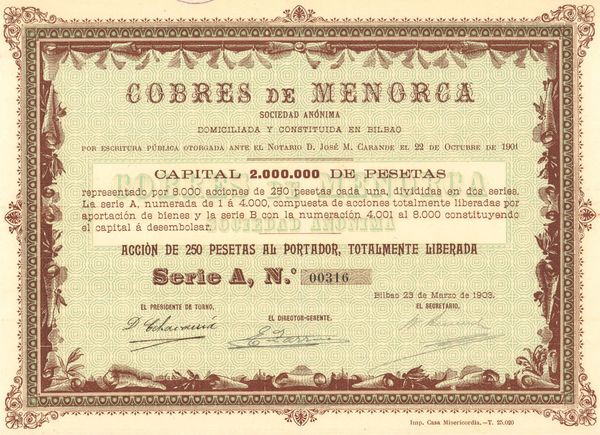 COBRES DE MENORCA
SOCIEDAD ANÓNIMA
DOMICILIADA Y CONSTITUIDA EN BILBAO
POR ESCRITURA PÚBLICA OTORGADA ANTE EL NOTARIO D. JOSÉ M. CARANDE EL 22 DE OCTUBRE DE 1901
CAPITAL 2.000.000 DE PESETAS
representado por 8.000 acciones de 250 pesetas cada una, divididas en dos series.
La serie A, numerada de 1 á 4.000, compuesta de acciones totalmente liberadas por
aportación de bienes y la serie B con la numeración 4.001 al 8.000 constituyendo
el capital á desembolsar.
SOCIEDAD ANÓNIMA
ACCIÓN DE 250 PESETAS AL PORTADOR, TOTALMENTE LIBERADA
Serie A, N.º 00316
Bilbao 23 de Marzo de 1903.
EL PRESIDENTE DE TURNO,
EL DIRECTOR-GERENTE.
EL SECRETARIO,
Imp. Casa Misericordia.—T. 25.020